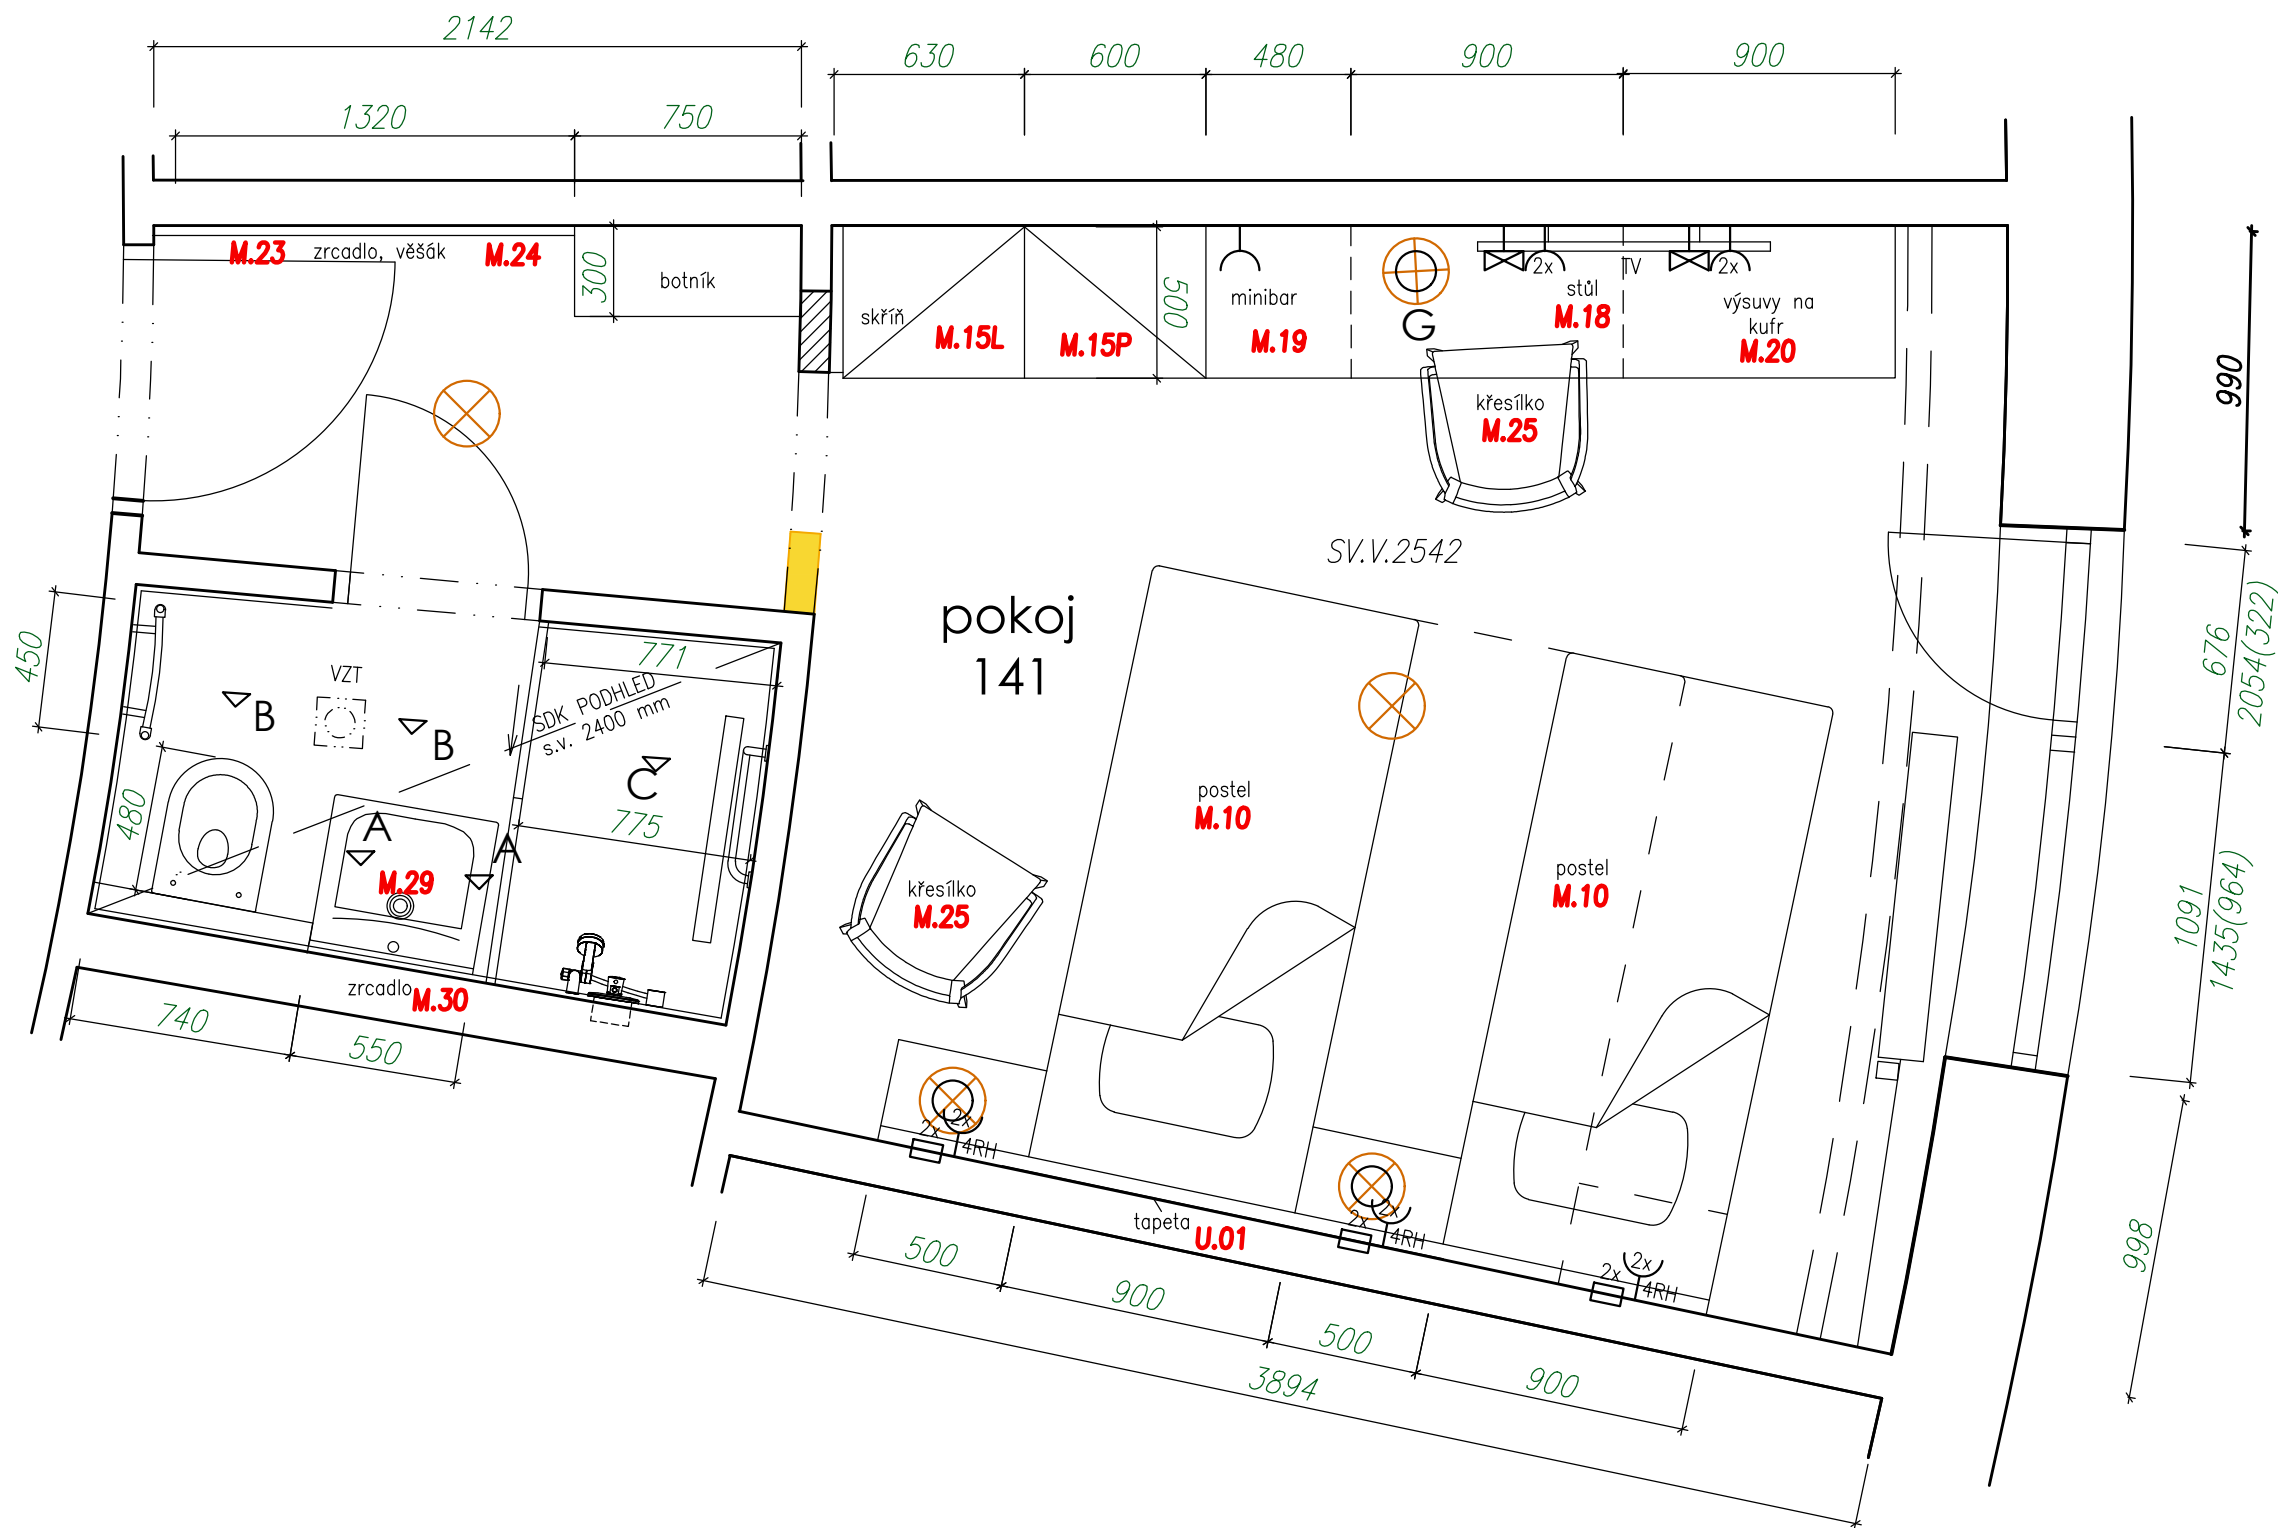 2142
630
600
480
900
900
1320
750
M.23
zrcadlo, věšák
M.24
300
botník
skříň
M.15L
M.15P
500
minibar
M.19
G
2x
TV
2x
stůl
M.18
výsuvy na
kufr
M.20
990
křesílko
M.25
SV.V.2542
pokoj
141
676
2054(322)
450
VZT
B
B
771
SDK PODHLED
s.v. 2400 mm
C
775
480
A
A
M.29
postel
M.10
postel
M.10
křesílko
M.25
1091
1435(964)
zrcadlo
M.30
740
550
2x
2x
4RH
tapeta
U.01
2x
2x
4RH
2x
2x
4RH
500
900
500
900
3894
998